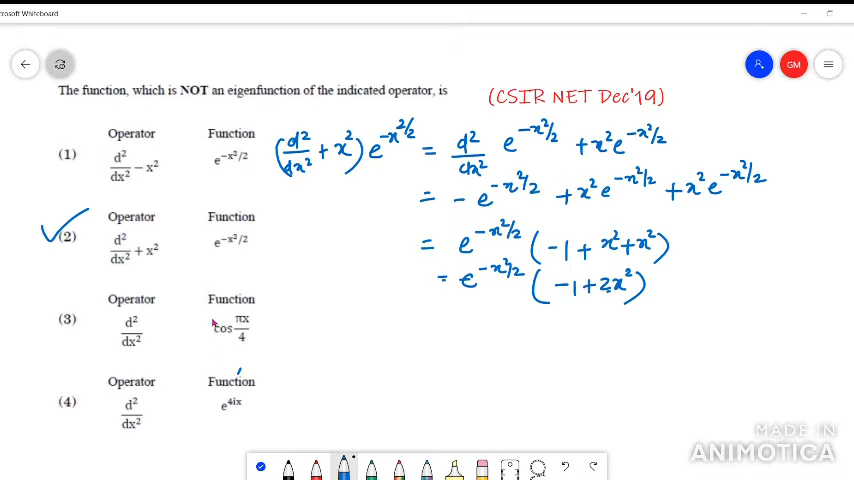 crosoft Whiteboard
GM
The function, which is NOT an eigenfunction of the indicated operator, is
(CSIR NET Dec'19)
(1)
Operator
Function
d²/dx² − x²
e^(−x²/2)
(2)
Operator
Function
d²/dx² + x²
e^(−x²/2)
(3)
Operator
Function
d²/dx²
cos πx/4
(4)
Operator
Function
d²/dx²
e^(4ix)
(d²/dx² + x²) e^(−x²/2) = d²/dx² e^(−x²/2) + x² e^(−x²/2)
= − e^(−x²/2) + x² e^(−x²/2) + x² e^(−x²/2)
= e^(−x²/2) (−1 + x² + x²)
= e^(−x²/2) (−1 + 2x²)
MADE IN
ANIMOTICA